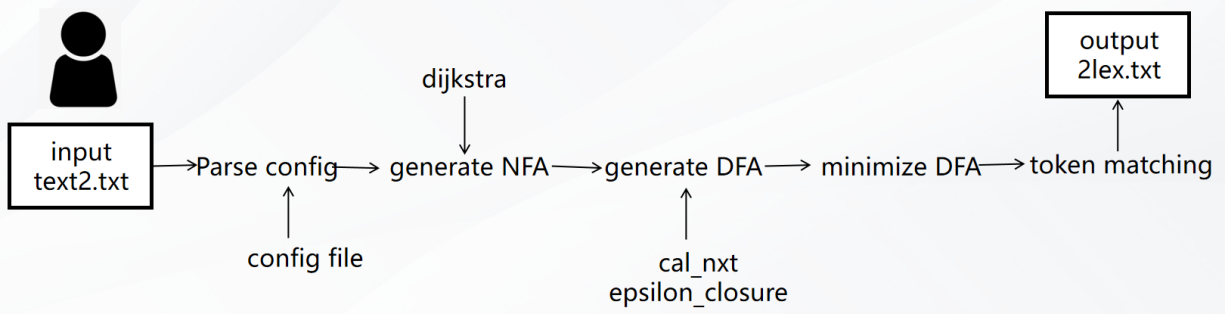 input
text2.txt
Parse config
config file
dijkstra
generate NFA
generate DFA
cal_nxt
epsilon_closure
minimize DFA
token matching
output
2lex.txt